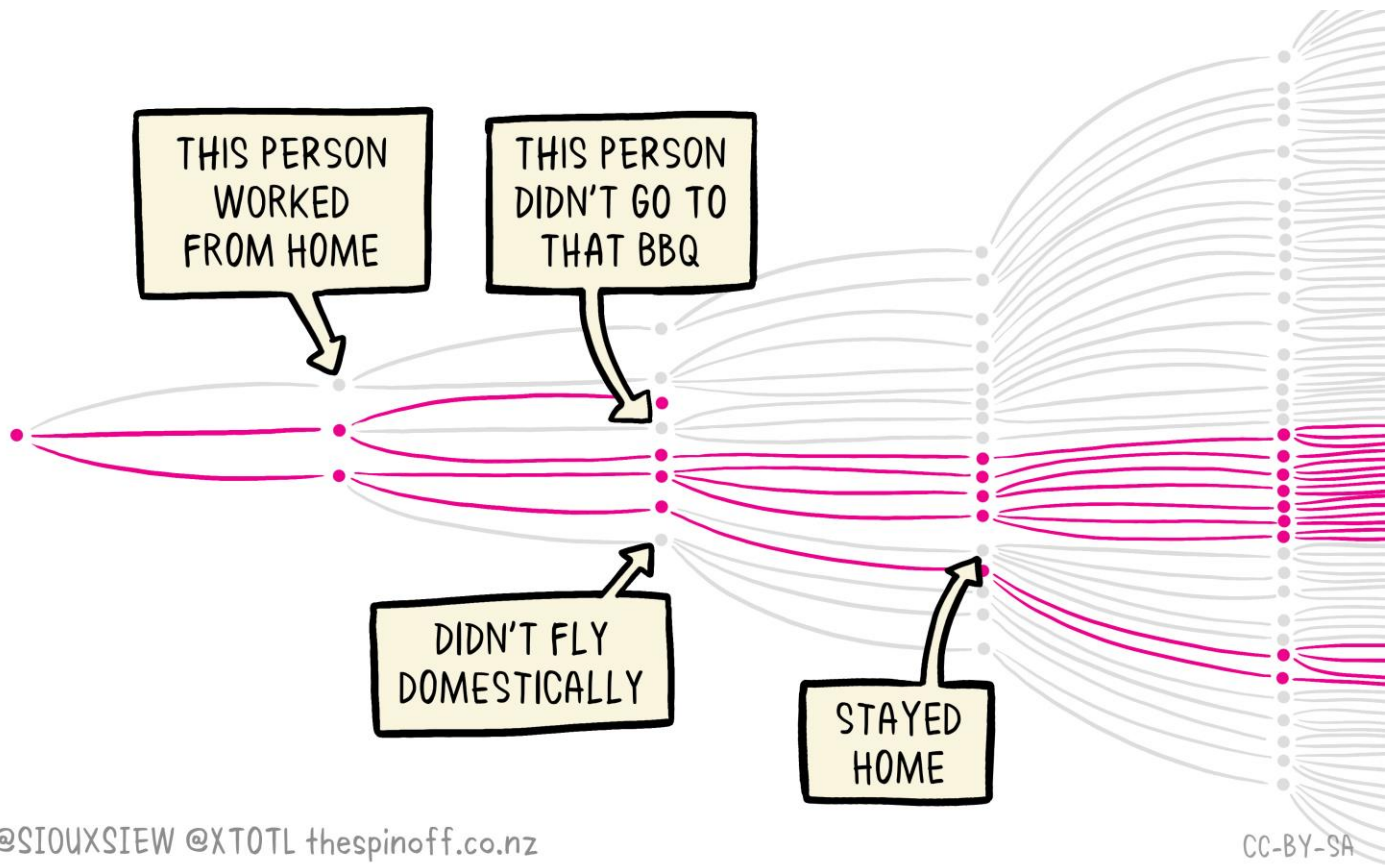 THIS PERSON
WORKED
FROM HOME
THIS PERSON
DIDN'T GO TO
THAT BBQ
DIDN'T FLY
DOMESTICALLY
STAYED
HOME
@SIOUXSIEW @XTOTL thespinoff.co.nz
CC-BY-SA